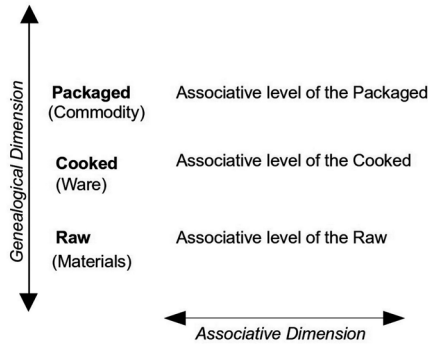 Genealogical Dimension
Packaged
(Commodity)
Associative level of the Packaged
Cooked
(Ware)
Associative level of the Cooked
Raw
(Materials)
Associative level of the Raw
Associative Dimension